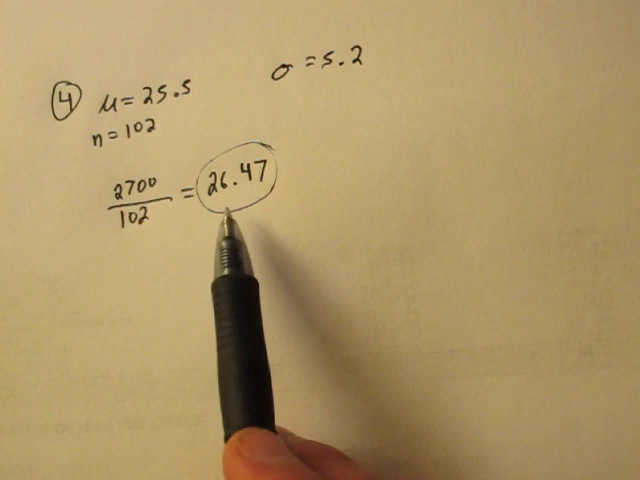 ④ μ = 25.5 σ = 5.2
n = 102
2700
102
= 26.47